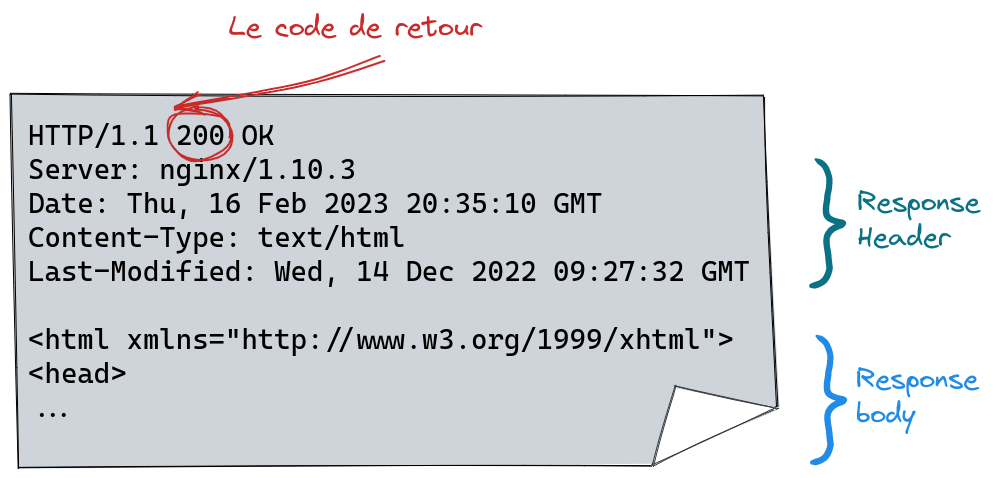 Le code de retour
HTTP/1.1 200 OK
Server: nginx/1.10.3
Date: Thu, 16 Feb 2023 20:35:10 GMT
Content-Type: text/html
Last-Modified: Wed, 14 Dec 2022 09:27:32 GMT
Response
Header
<html xmlns="http://www.w3.org/1999/xhtml">
<head>
...
Response
body